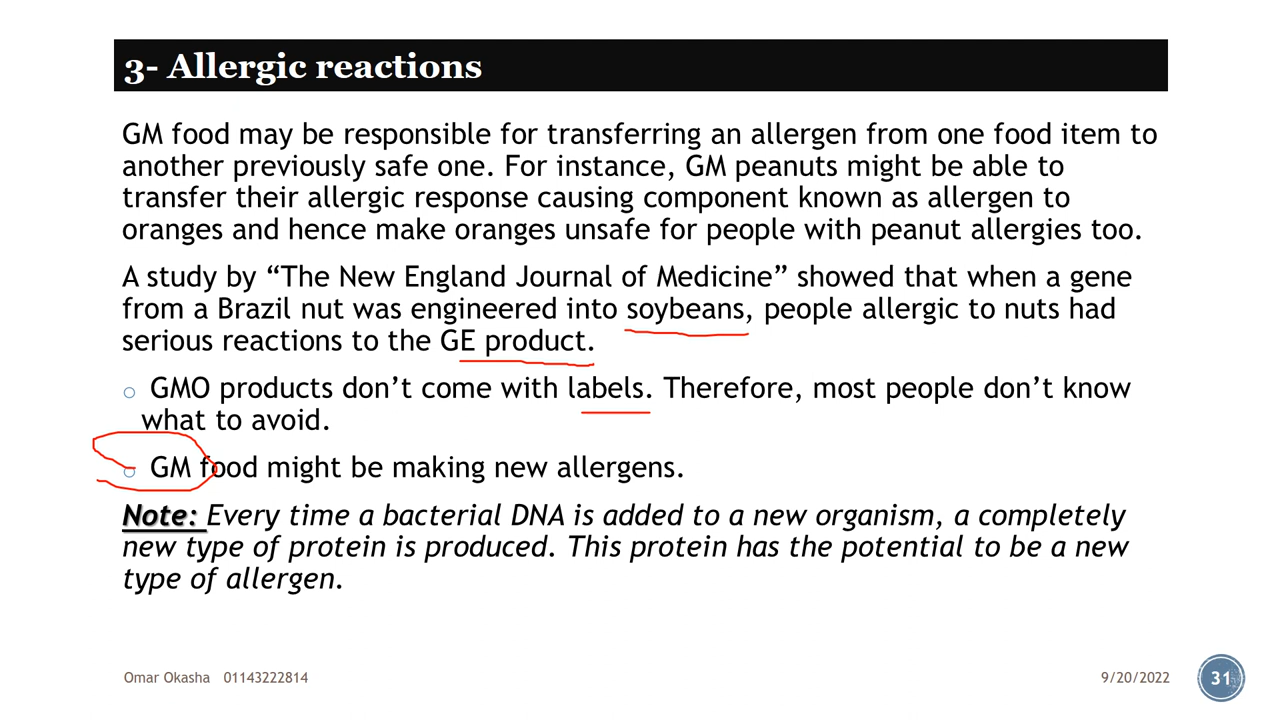 3- Allergic reactions
GM food may be responsible for transferring an allergen from one food item to
another previously safe one. For instance, GM peanuts might be able to
transfer their allergic response causing component known as allergen to
oranges and hence make oranges unsafe for people with peanut allergies too.
A study by “The New England Journal of Medicine” showed that when a gene
from a Brazil nut was engineered into soybeans, people allergic to nuts had
serious reactions to the GE product.
GMO products don’t come with labels. Therefore, most people don’t know
what to avoid.
GM food might be making new allergens.
Note: Every time a bacterial DNA is added to a new organism, a completely
new type of protein is produced. This protein has the potential to be a new
type of allergen.
Omar Okasha 01143222814
9/20/2022
31